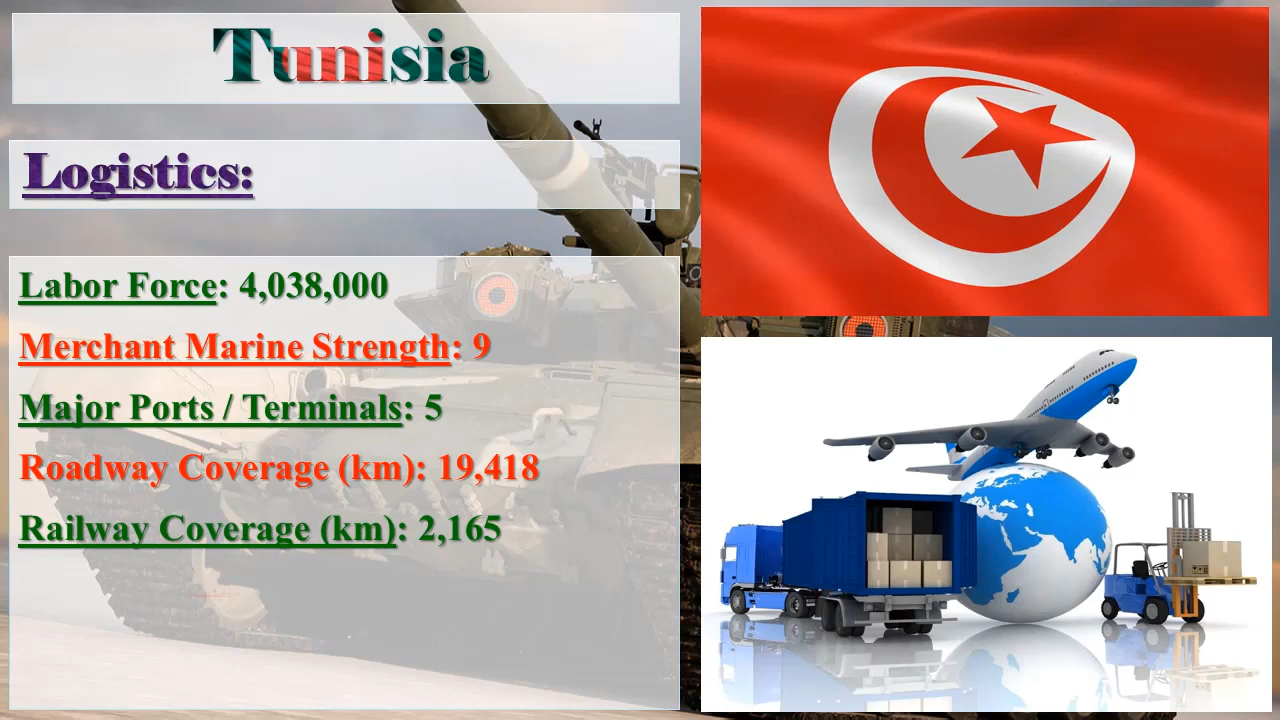 Tunisia
Logistics:
Labor Force: 4,038,000
Merchant Marine Strength: 9
Major Ports / Terminals: 5
Roadway Coverage (km): 19,418
Railway Coverage (km): 2,165